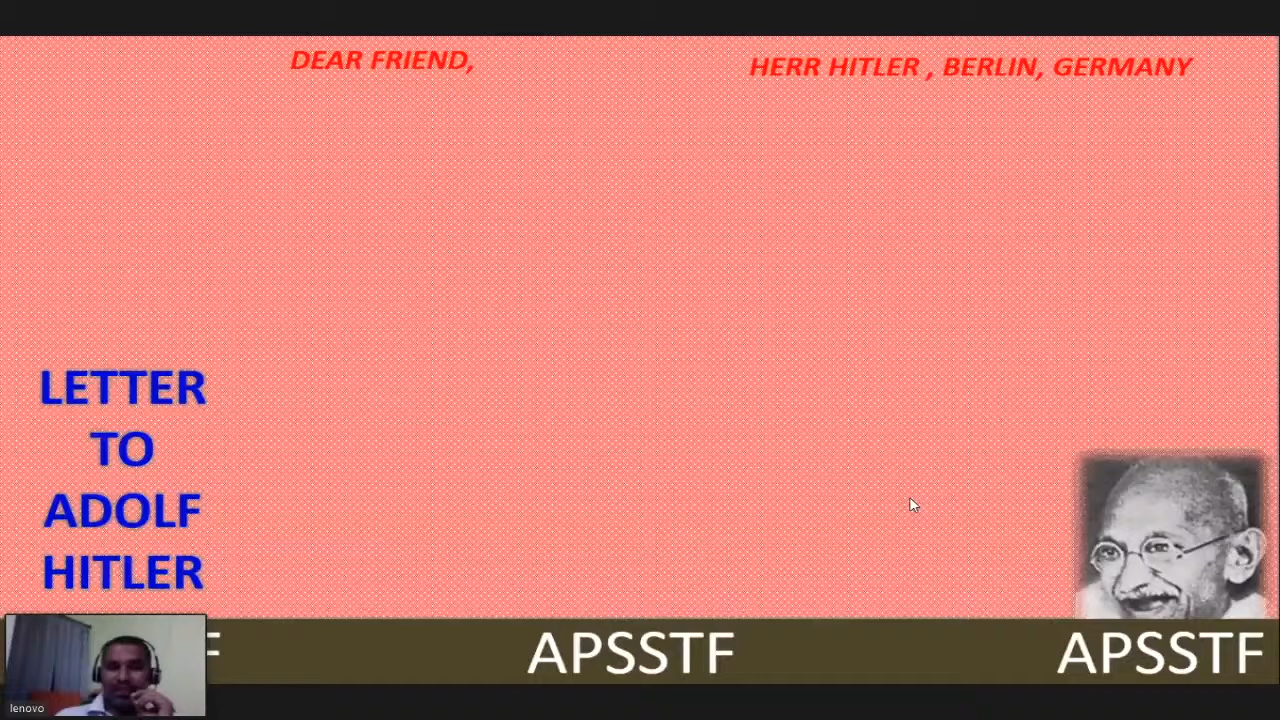 DEAR FRIEND,
HERR HITLER , BERLIN, GERMANY
LETTER
TO
ADOLF
HITLER
F
APSSTF
APSSTF
lenovo